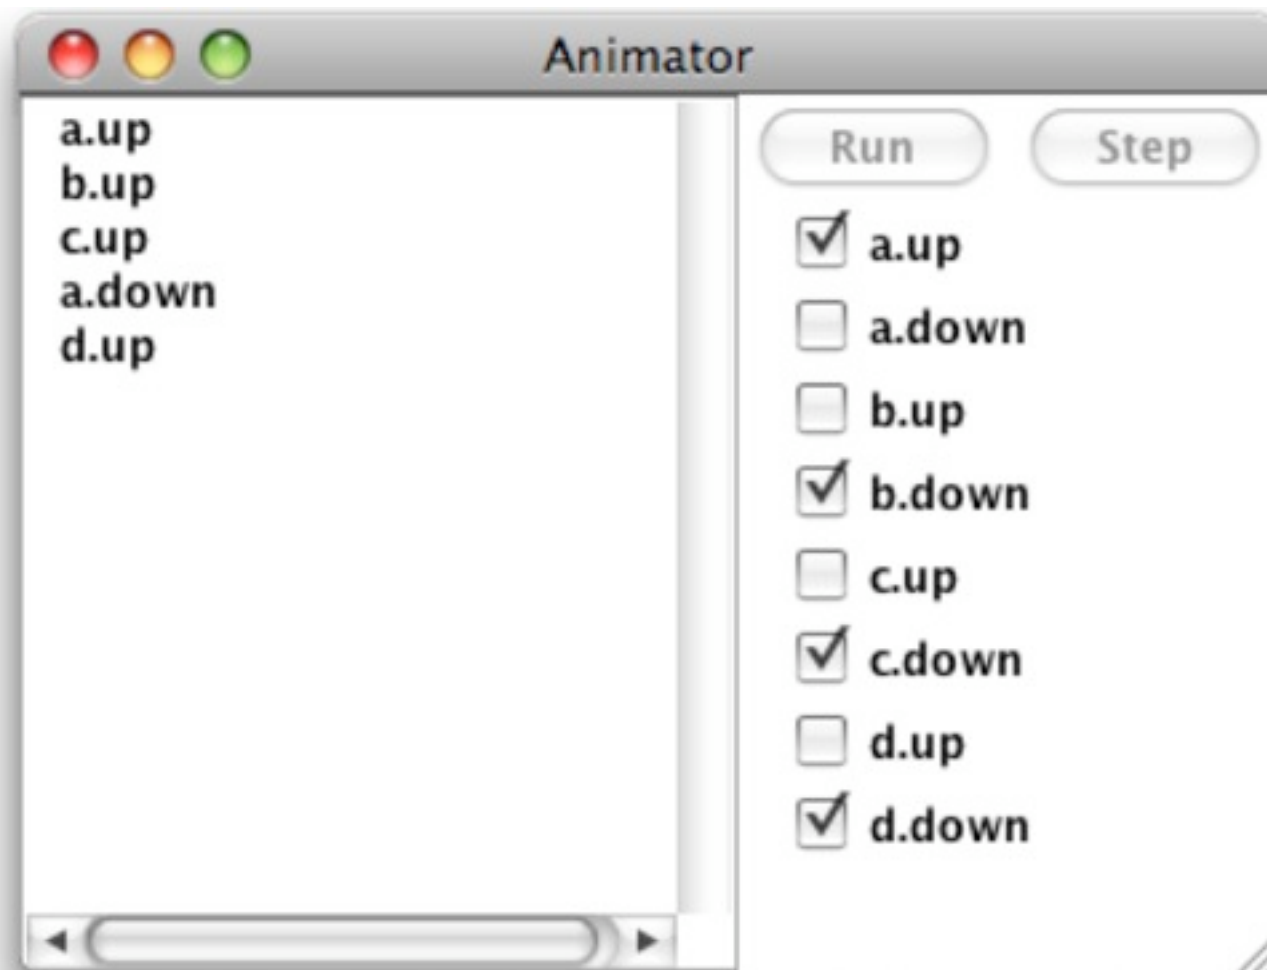 Animator
a.up
b.up
c.up
a.down
d.up
Run Step
a.up
a.down
b.up
b.down
c.up
c.down
d.up
d.down